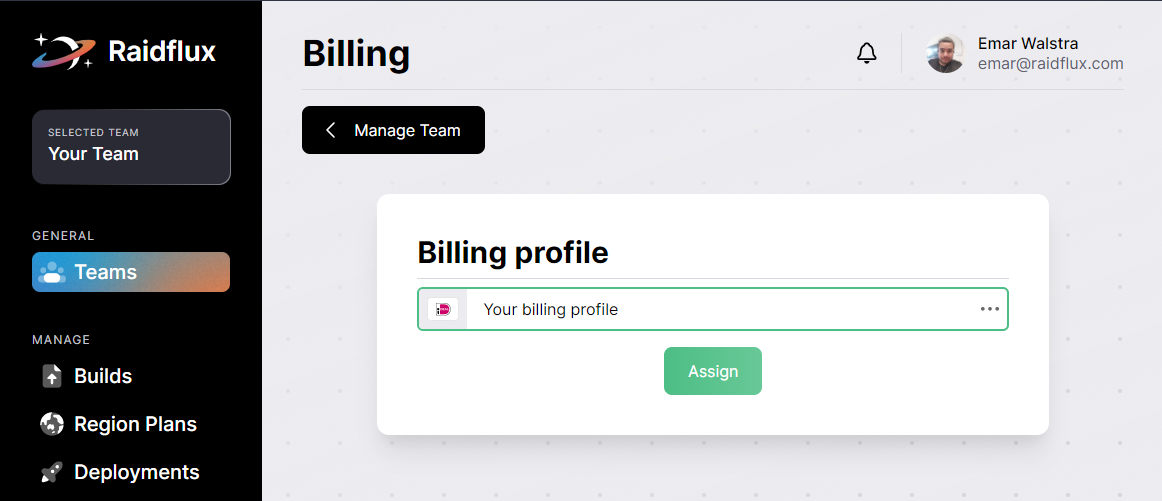 Raidflux
SELECTED TEAM
Your Team
GENERAL
Teams
MANAGE
Builds
Region Plans
Deployments
Billing
Emar Walstra
emar@raidflux.com
Manage Team
Billing profile
Your billing profile
Assign